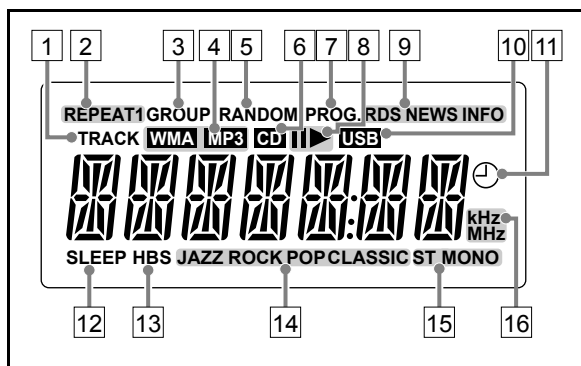 1 2 3 4 5 6 7 8 9 10 11
REPEAT1 GROUP RANDOM PROG. RDS NEWS INFO
TRACK WMA MP3 CD USB
kHz
MHz
SLEEP HBS JAZZ ROCK POP CLASSIC ST MONO
12 13 14 15 16